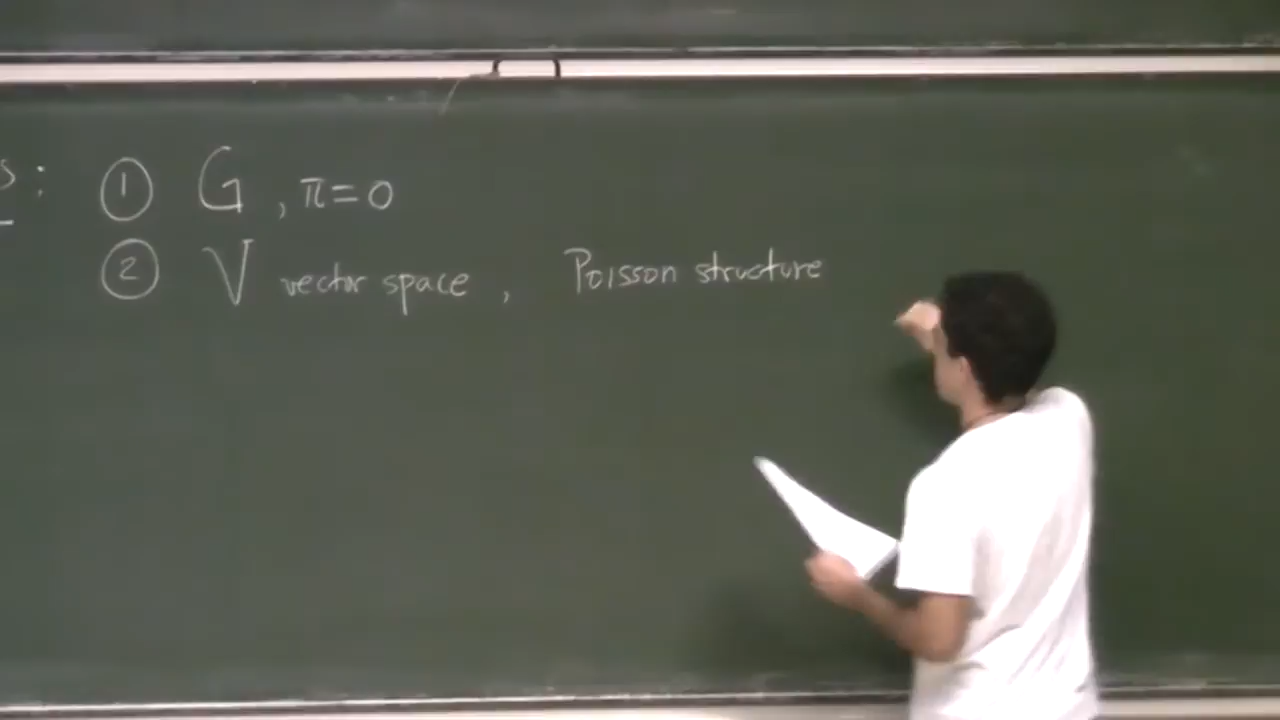 s : ① G , π=0
② V vector space , Poisson structure